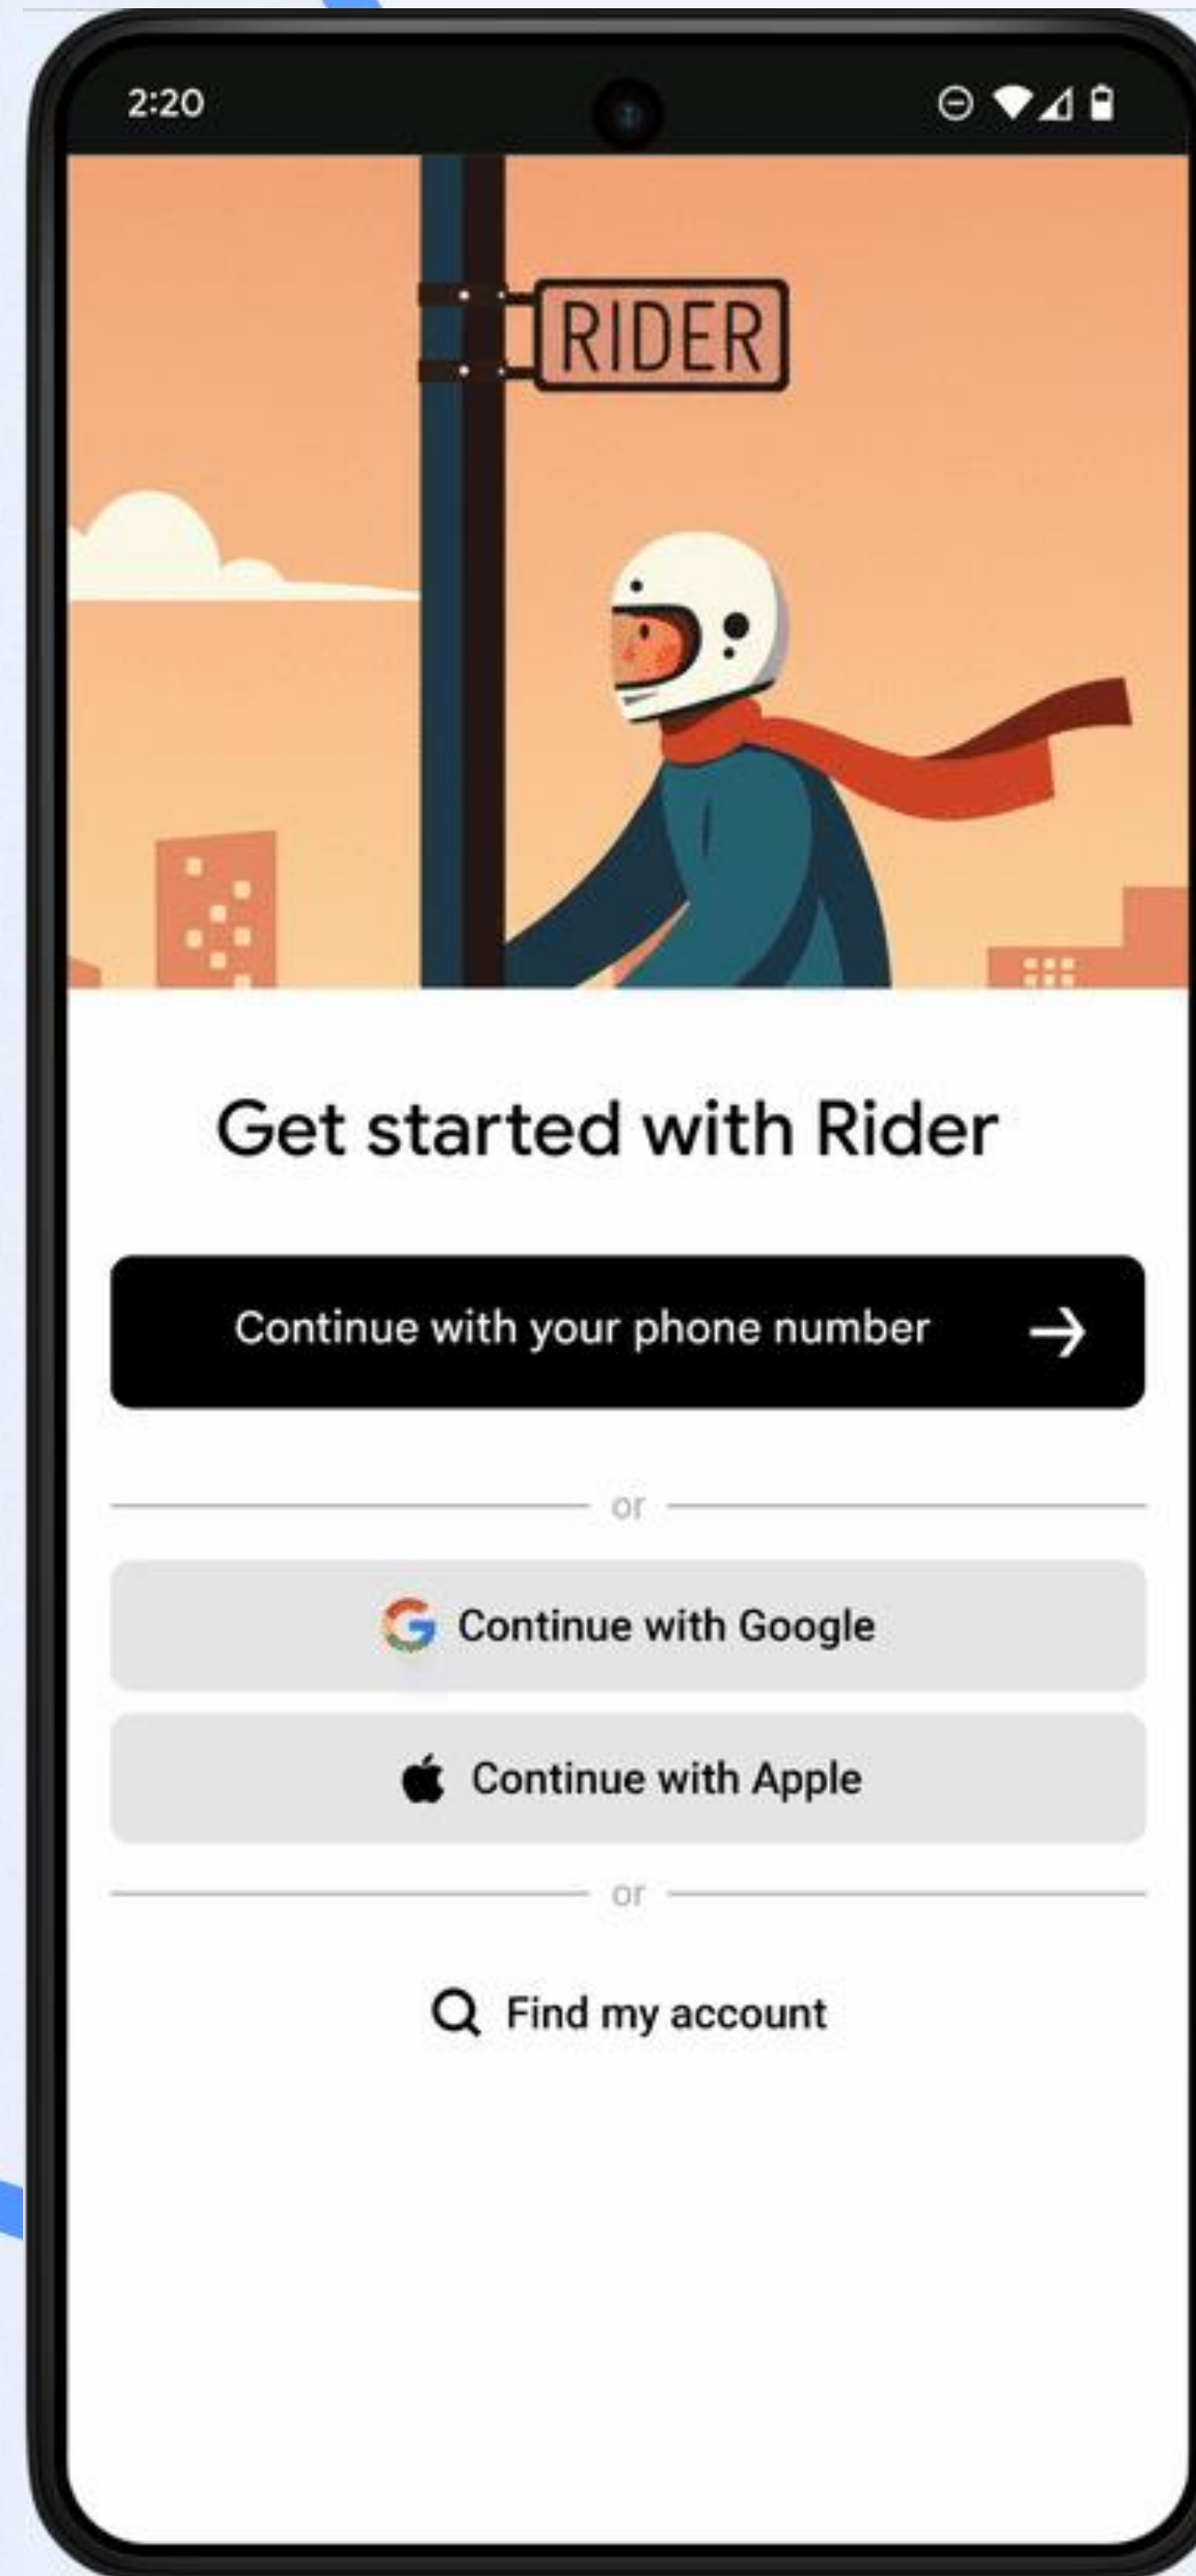 2:20
RIDER
Get started with Rider
Continue with your phone number
or
Continue with Google
Continue with Apple
or
Find my account